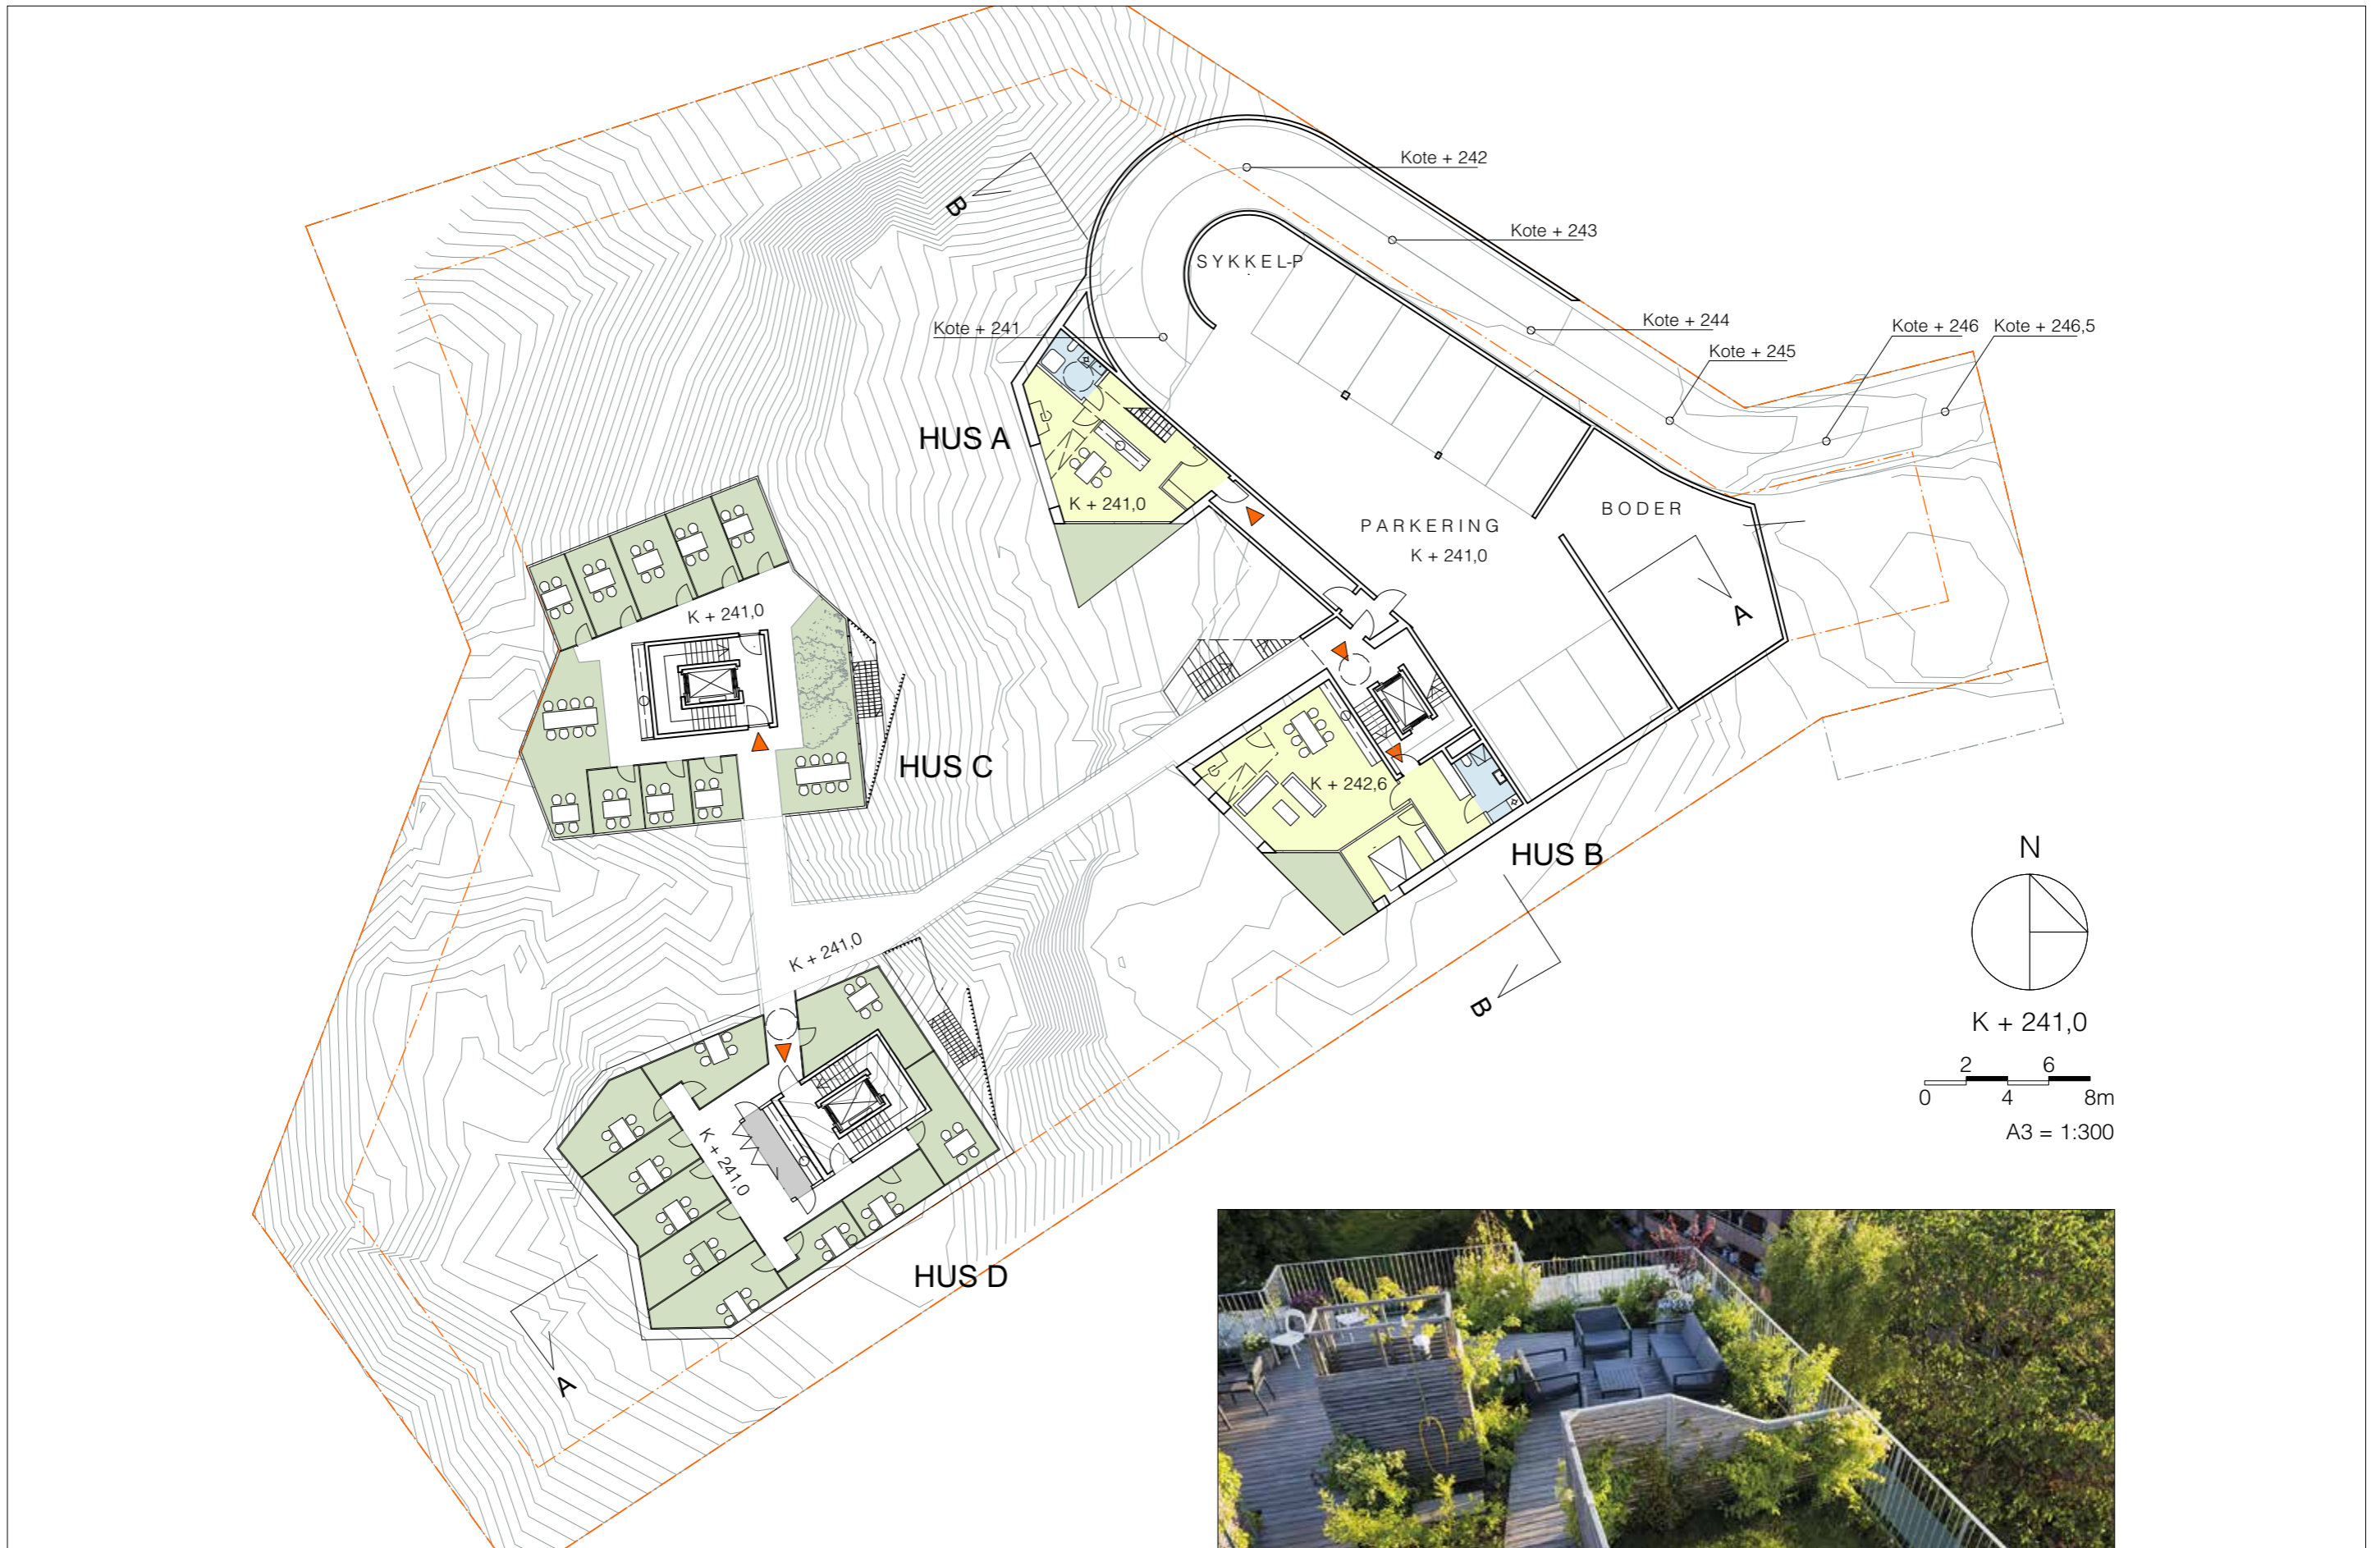 Kote + 242
B
Kote + 243
SYKKEL-P
Kote + 241
Kote + 244
Kote + 246
Kote + 246,5
Kote + 245
HUS A
K + 241,0
BODER
PARKERING
K + 241,0
K + 241,0
A
HUS C
K + 242,6
HUS B
N
K + 241,0
B
K + 241,0
2 6
0 4 8m
A3 = 1:300
K + 241,0
HUS D
A